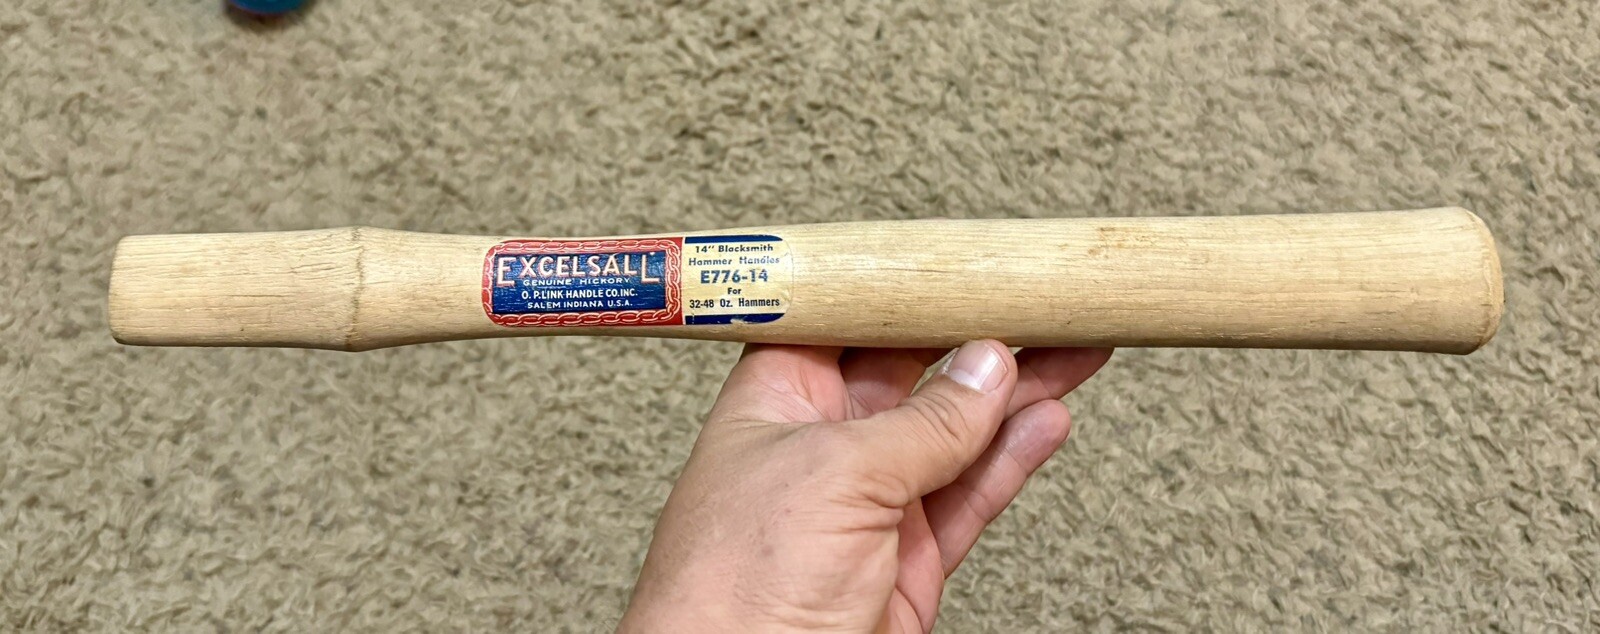 EXCELSALL
GENUINE HICKORY
O. P. LINK HANDLE CO. INC.
SALEM INDIANA U.S.A.
14" Blacksmith
Hammer Handles
E776-14
For
32-48 Oz. Hammers